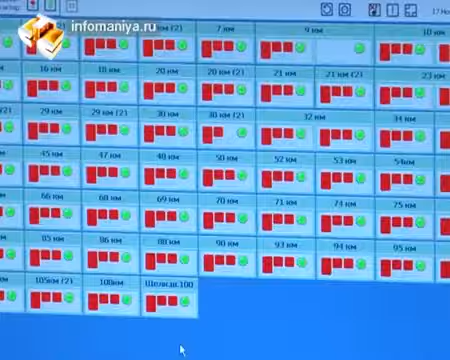 infomaniya.ru
7 км 9 км 10 км
16 км 18 км 20 км 20 км (2) 21 км 21 км (2) 23 км
29 км 29 км (2) 30 км 30 км (2) 32 км 34 км
45 км 47 км 48 км 50 км 52 км 53 км 54км
66 км 68 км 69 км 70 км 71 км 74 км 75 км
85 км 86 км 88 км 90 км 93 км 94 км 95 км
105км (2) 108км